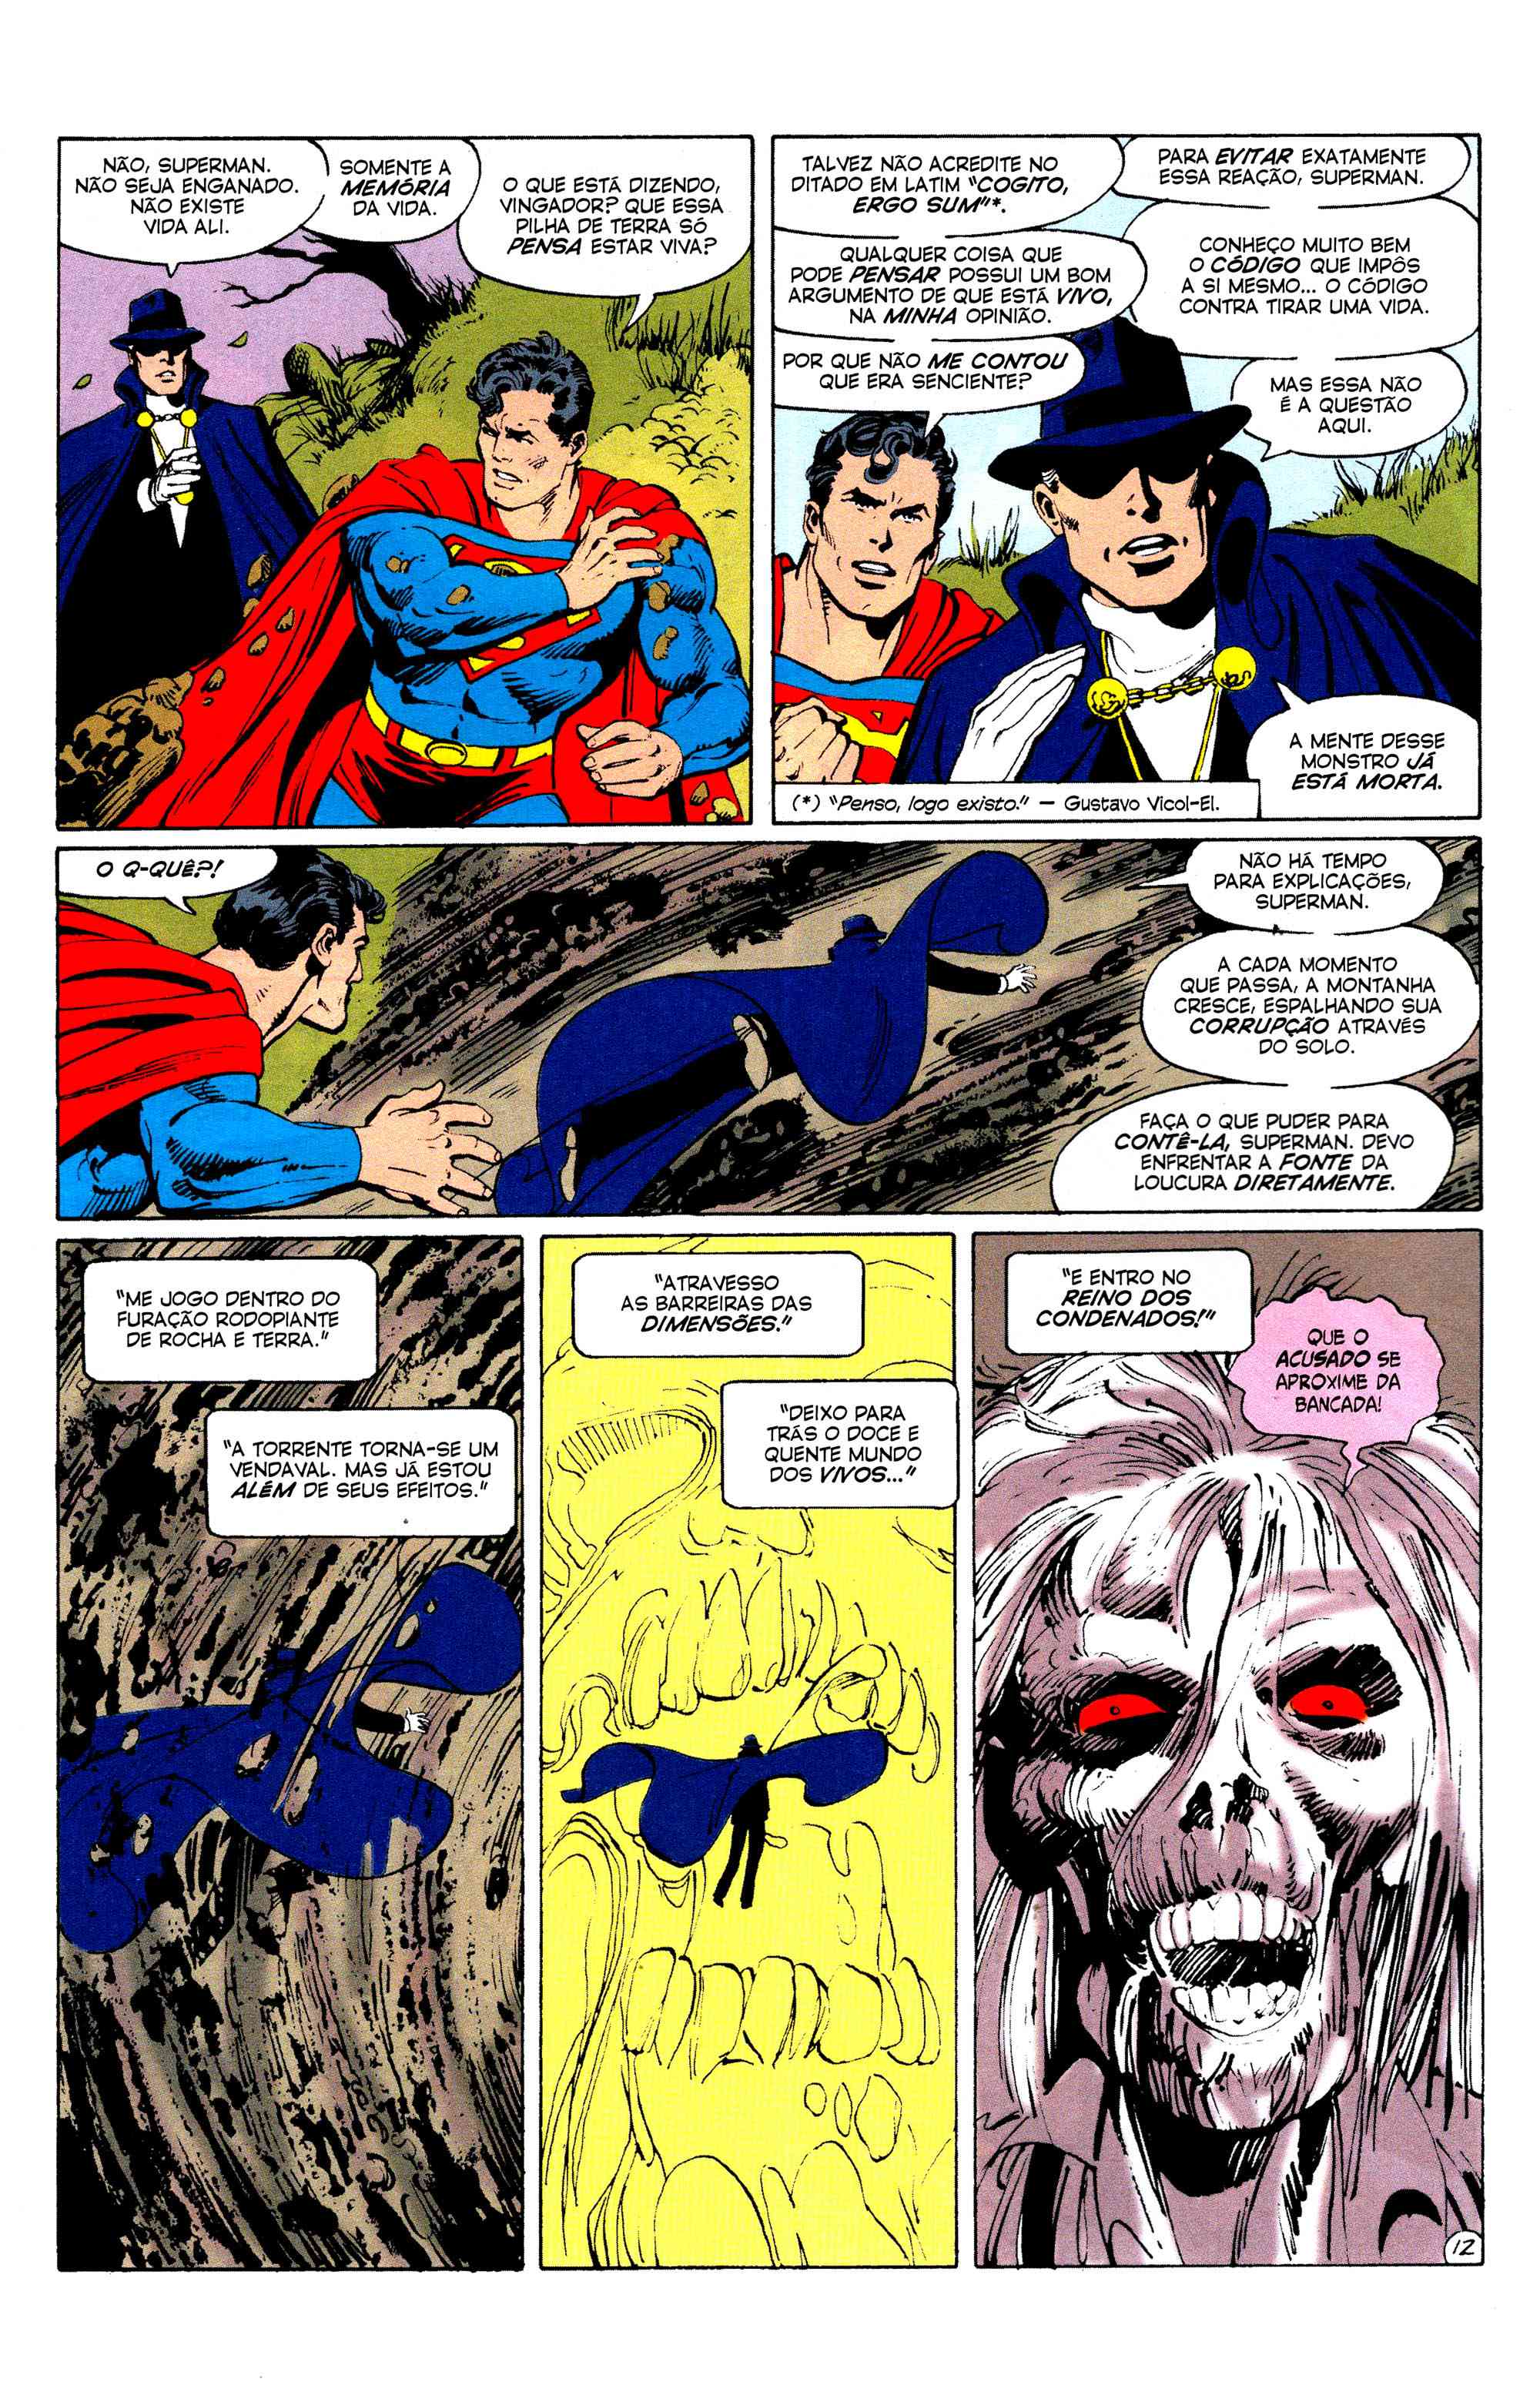 NÃO, SUPERMAN.
NÃO SEJA ENGANADO.
NÃO EXISTE
VIDA ALI.
SOMENTE A
MEMÓRIA
DA VIDA.
O QUE ESTÁ DIZENDO,
VINGADOR? QUE ESSA
PILHA DE TERRA SÓ
PENSA ESTAR VIVA?
TALVEZ NÃO ACREDITE NO
DITADO EM LATIM "COGITO,
ERGO SUM"*.
QUALQUER COISA QUE
PODE PENSAR POSSUI UM BOM
ARGUMENTO DE QUE ESTÁ VIVO,
NA MINHA OPINIÃO.
POR QUE NÃO ME CONTOU
QUE ERA SENCIENTE?
PARA EVITAR EXATAMENTE
ESSA REAÇÃO, SUPERMAN.
CONHEÇO MUITO BEM
O CÓDIGO QUE IMPÔS
A SI MESMO... O CÓDIGO
CONTRA TIRAR UMA VIDA.
MAS ESSA NÃO
É A QUESTÃO
AQUI.
A MENTE DESSE
MONSTRO JÁ
ESTÁ MORTA.
(*) "Penso, logo existo." — Gustavo Vicol-El.
O Q-QUÊ?!
NÃO HÁ TEMPO
PARA EXPLICAÇÕES,
SUPERMAN.
A CADA MOMENTO
QUE PASSA, A MONTANHA
CRESCE, ESPALHANDO SUA
CORRUPÇÃO ATRAVÉS
DO SOLO.
FAÇA O QUE PUDER PARA
CONTÊ-LA, SUPERMAN. DEVO
ENFRENTAR A FONTE DA
LOUCURA DIRETAMENTE.
"ME JOGO DENTRO DO
FURAÇÃO RODOPIANTE
DE ROCHA E TERRA."
"A TORRENTE TORNA-SE UM
VENDAVAL. MAS JÁ ESTOU
ALÉM DE SEUS EFEITOS."
"ATRAVESSO
AS BARREIRAS DAS
DIMENSÕES."
"DEIXO PARA
TRÁS O DOCE E
QUENTE MUNDO
DOS VIVOS..."
"E ENTRO NO
REINO DOS
CONDENADOS!"
QUE O
ACUSADO SE
APROXIME DA
BANCADA!
12